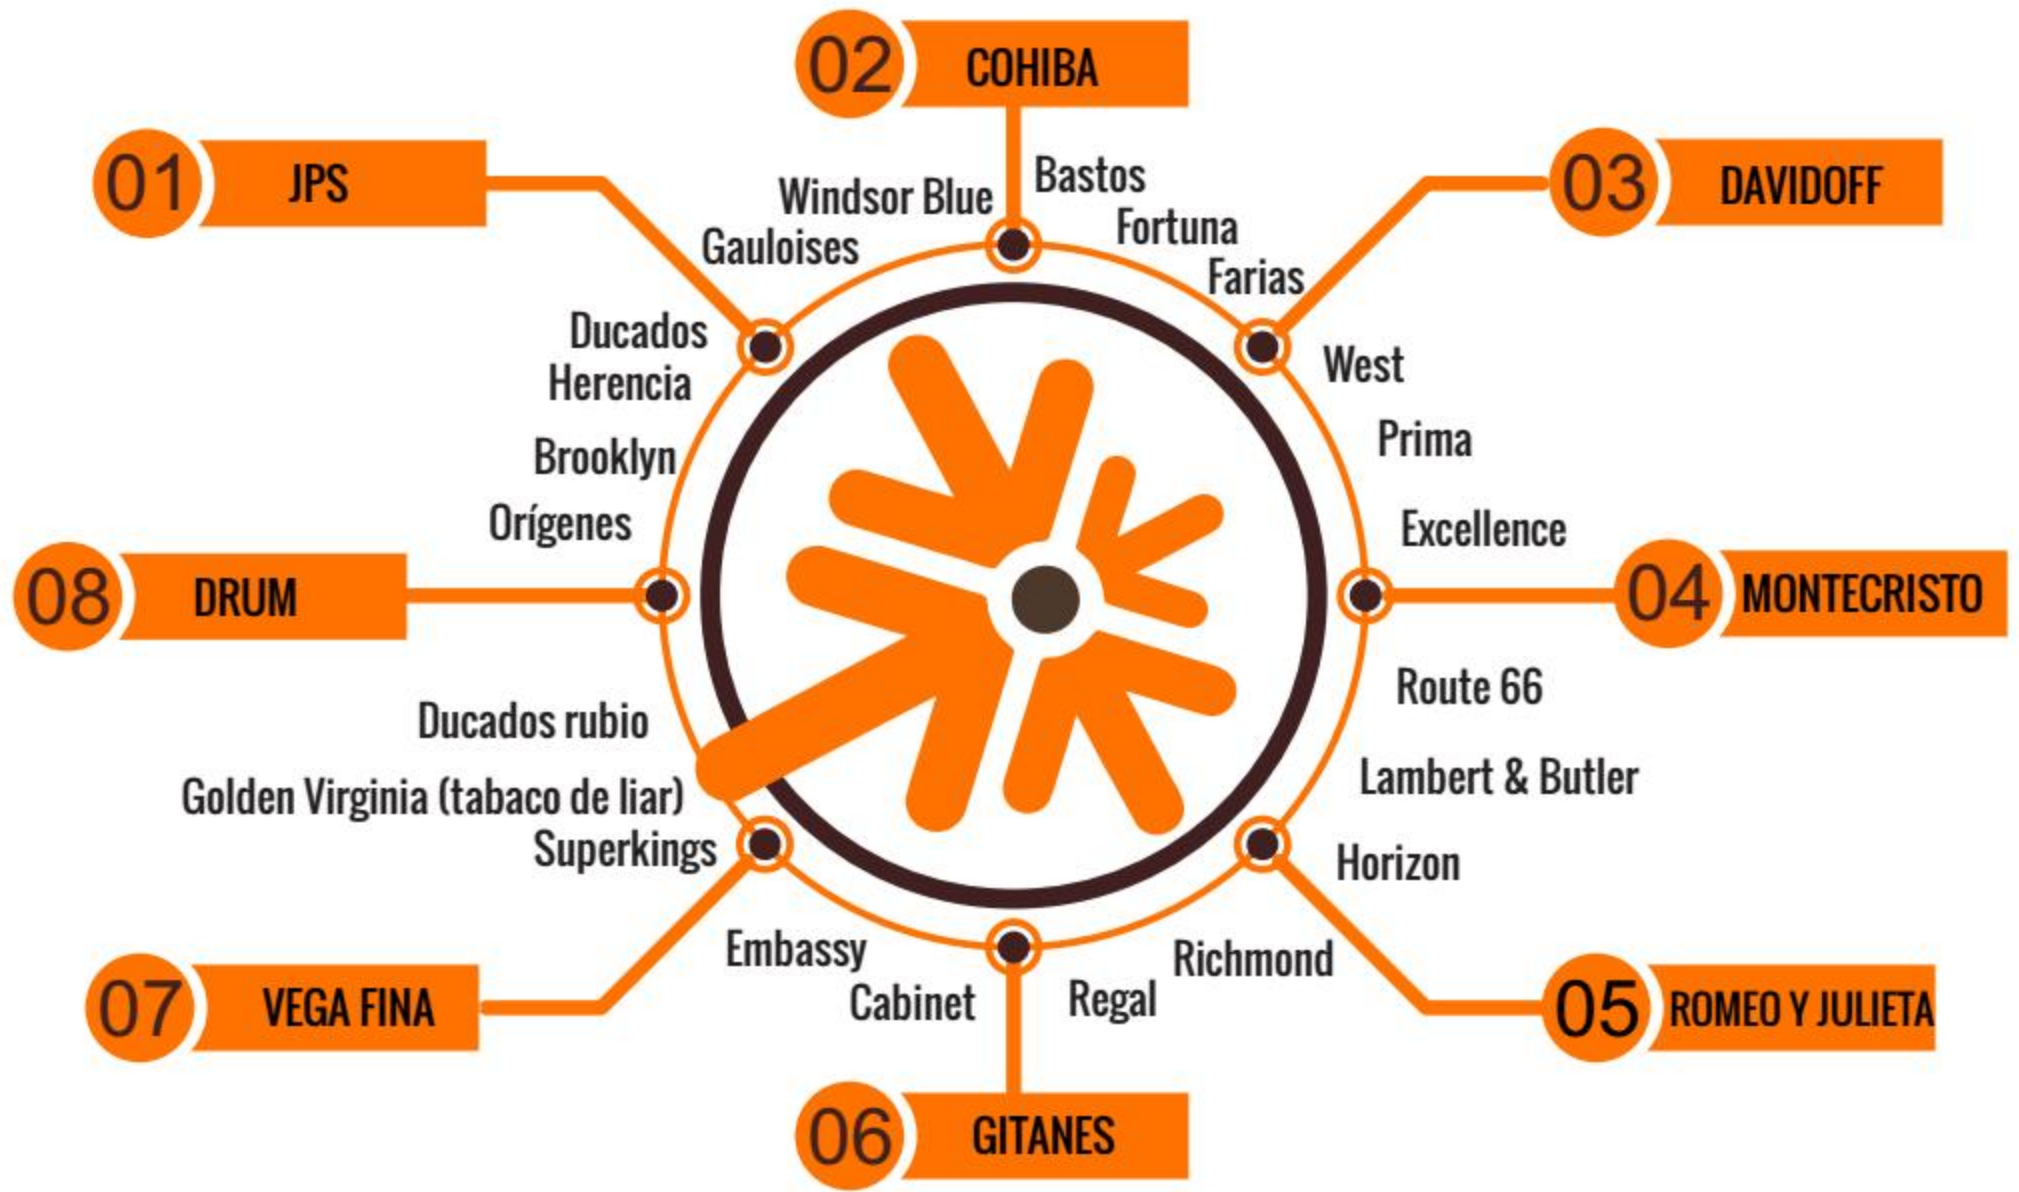 02
COHIBA
01
JPS
03
DAVIDOFF
Bastos
Windsor Blue
Fortuna
Gauloises
Farias
Ducados
Herencia
West
Prima
Brooklyn
Orígenes
Excellence
08
DRUM
04
MONTECRISTO
Route 66
Ducados rubio
Lambert & Butler
Golden Virginia (tabaco de liar)
Superkings
Horizon
Embassy
Richmond
Cabinet
Regal
07
VEGA FINA
05
ROMEO Y JULIETA
06
GITANES